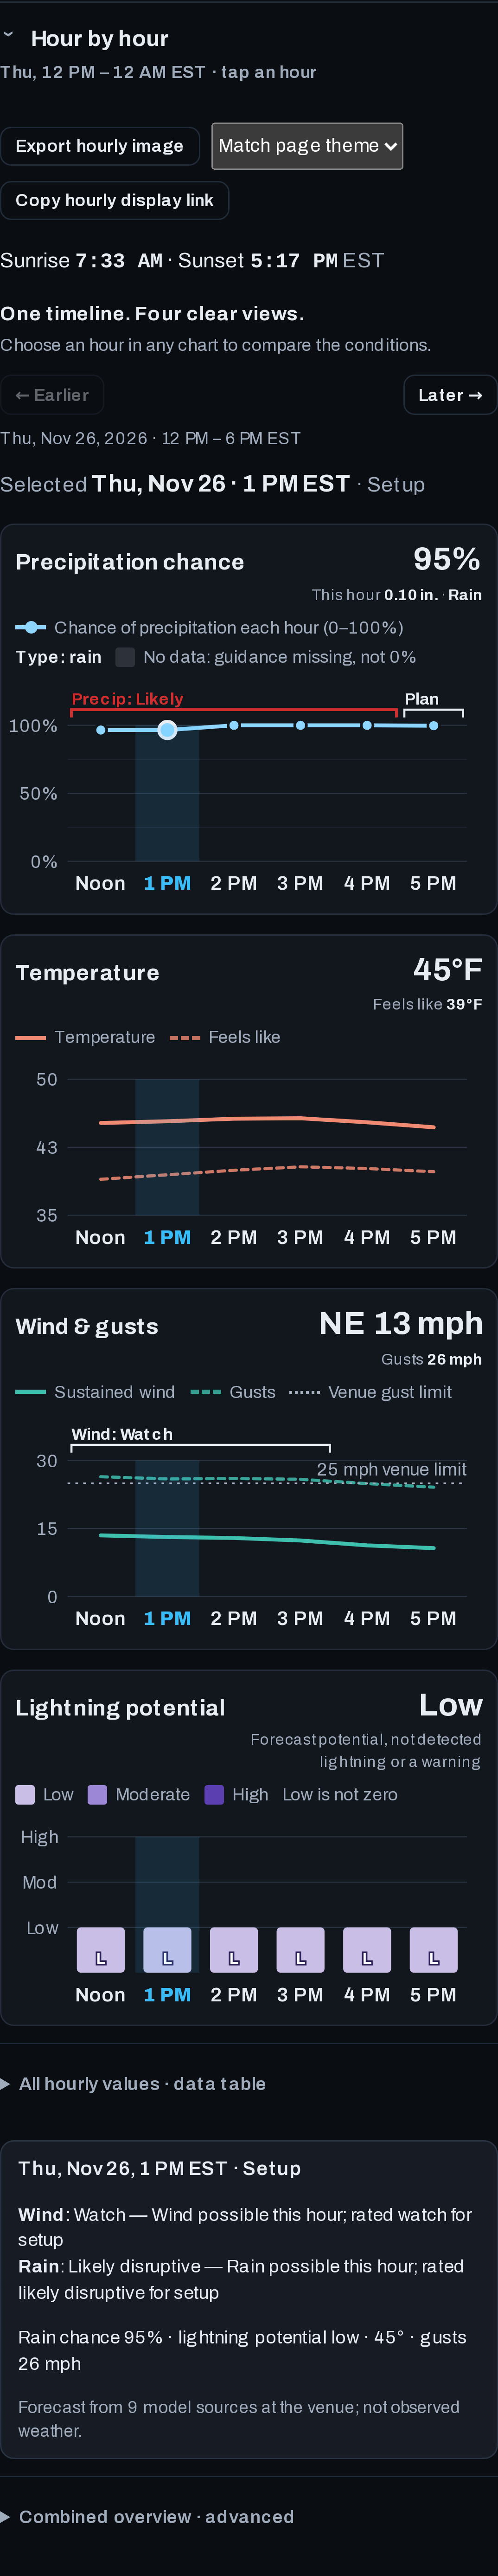 Hour by hour
Thu, 12 PM – 12 AM EST · tap an hour
Export hourly image
Match page theme
Copy hourly display link
Sunrise 7:33 AM · Sunset 5:17 PM EST
One timeline. Four clear views.
Choose an hour in any chart to compare the conditions.
← Earlier
Later →
Thu, Nov 26, 2026 · 12 PM – 6 PM EST
Selected Thu, Nov 26 · 1 PM EST · Setup
Precipitation chance
95%
This hour 0.10 in. · Rain
Chance of precipitation each hour (0–100%)
Type: rain No data: guidance missing, not 0%
Precip: Likely
Plan
100%
50%
0%
Noon 1 PM 2 PM 3 PM 4 PM 5 PM
Temperature
45°F
Feels like 39°F
Temperature Feels like
50
43
35
Noon 1 PM 2 PM 3 PM 4 PM 5 PM
Wind & gusts
NE 13 mph
Gusts 26 mph
Sustained wind Gusts Venue gust limit
Wind: Watch
30
25 mph venue limit
15
0
Noon 1 PM 2 PM 3 PM 4 PM 5 PM
Lightning potential
Low
Forecast potential, not detected
lightning or a warning
Low Moderate High Low is not zero
High
Mod
Low
L L L L L L
Noon 1 PM 2 PM 3 PM 4 PM 5 PM
All hourly values · data table
Thu, Nov 26, 1 PM EST · Setup
Wind: Watch — Wind possible this hour; rated watch for
setup
Rain: Likely disruptive — Rain possible this hour; rated
likely disruptive for setup
Rain chance 95% · lightning potential low · 45° · gusts
26 mph
Forecast from 9 model sources at the venue; not observed
weather.
Combined overview · advanced